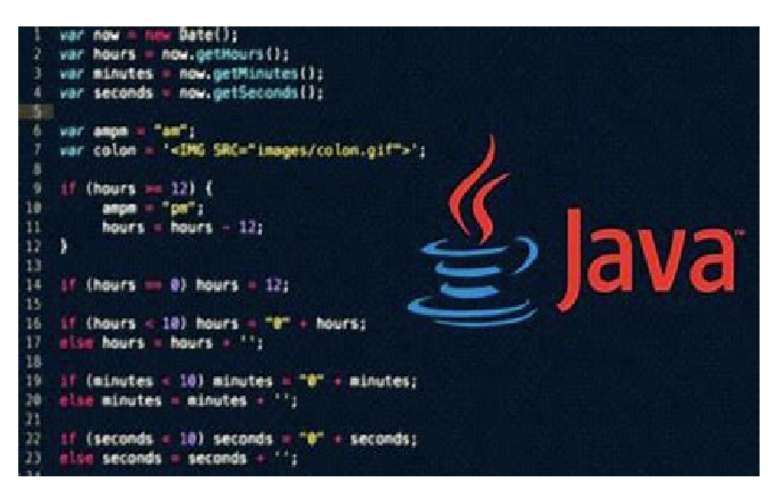 1 var now = new Date();
2 var hours = now.getHours();
3 var minutes = now.getMinutes();
4 var seconds = now.getSeconds();
5
6 var ampm = "am";
7 var colon = '<IMG SRC="images/colon.gif">';
8
9 if (hours >= 12) {
10 ampm = "pm";
11 hours = hours - 12;
12 }
13
14 if (hours == 0) hours = 12;
15
16 if (hours < 10) hours = "0" + hours;
17 else hours = hours + '';
18
19 if (minutes < 10) minutes = "0" + minutes;
20 else minutes = minutes + '';
21
22 if (seconds < 10) seconds = "0" + seconds;
23 else seconds = seconds + '';
Java™